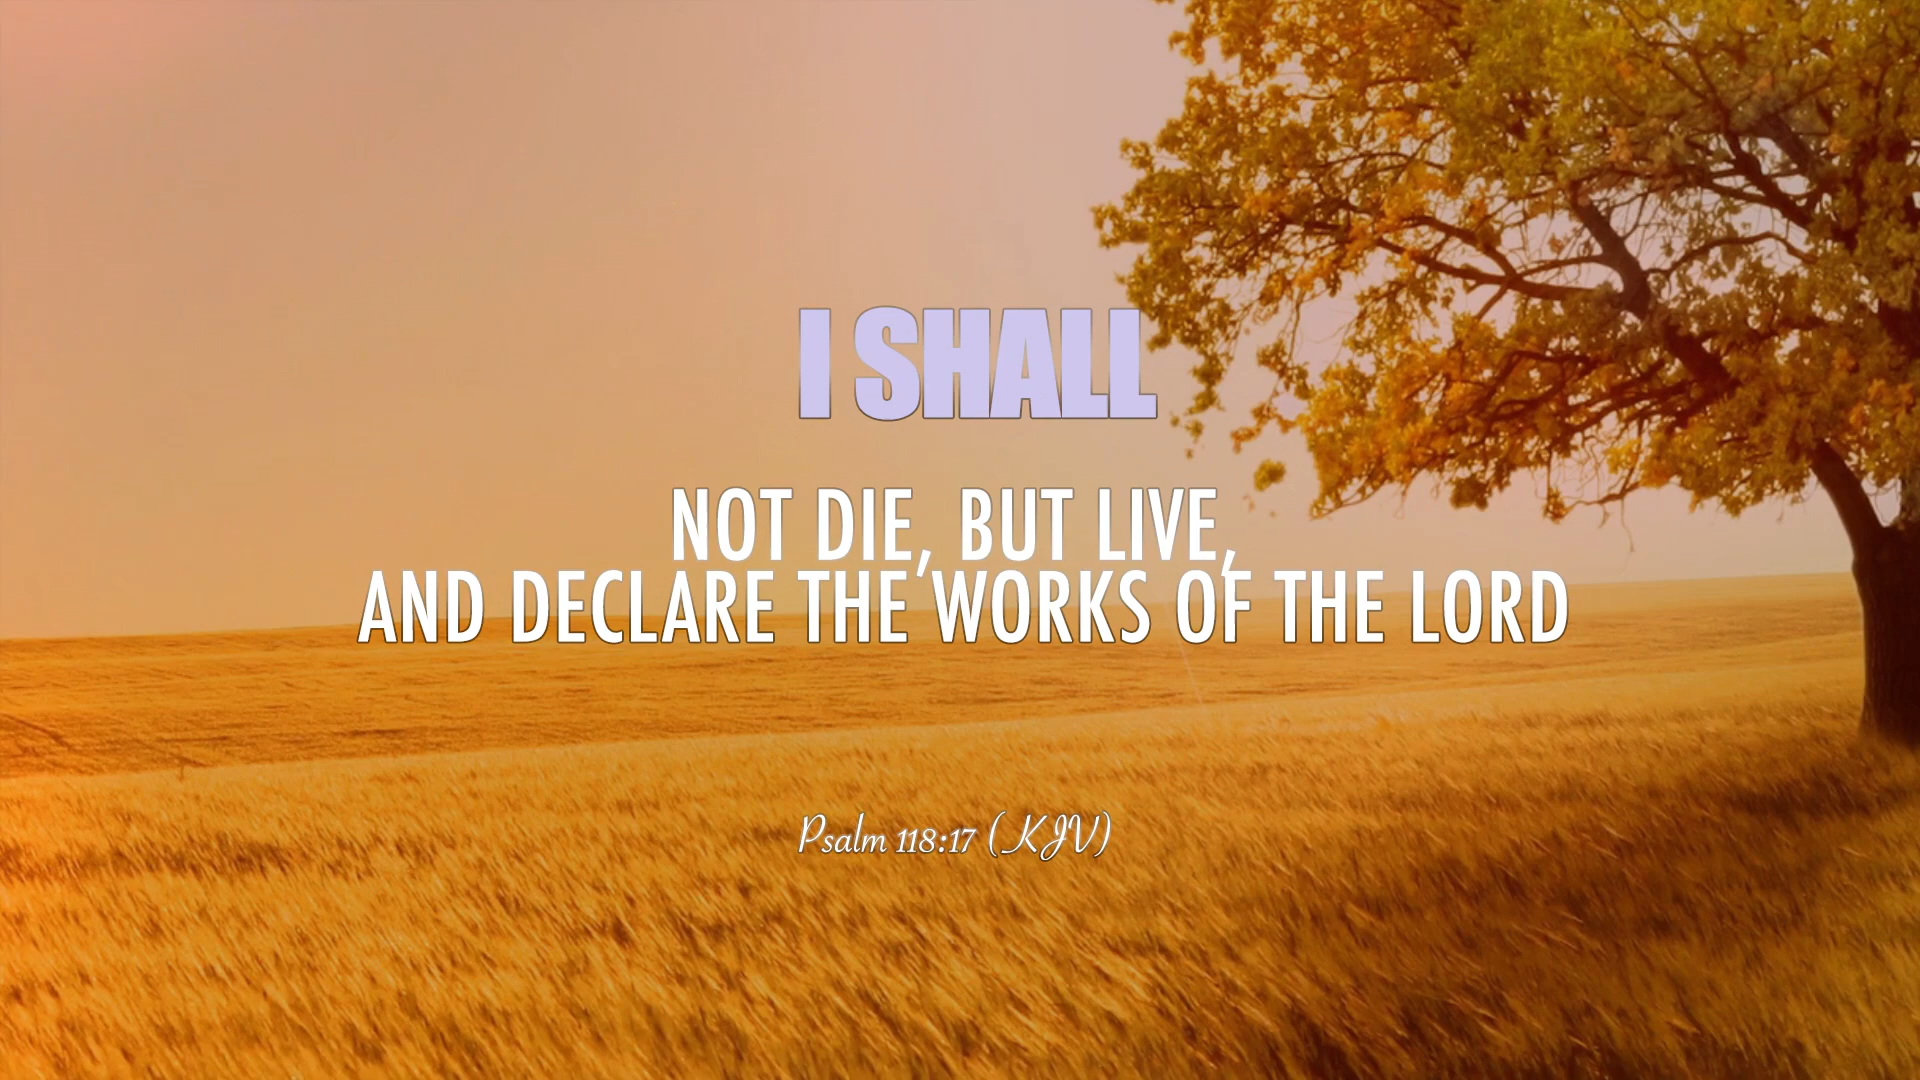 I SHALL
NOT DIE, BUT LIVE,
AND DECLARE THE WORKS OF THE LORD
Psalm 118:17 (KJV)